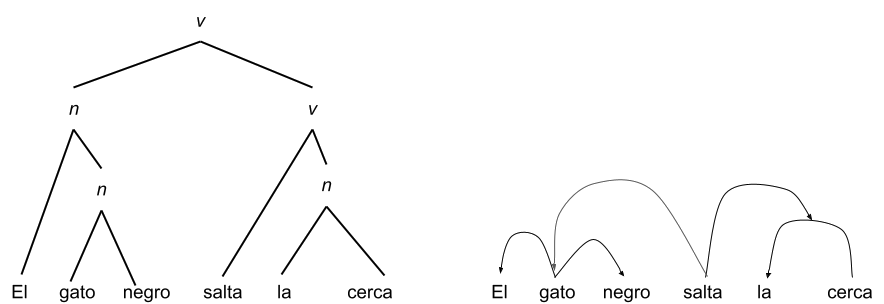 v
n v
n n
El gato negro salta la cerca El gato negro salta la cerca